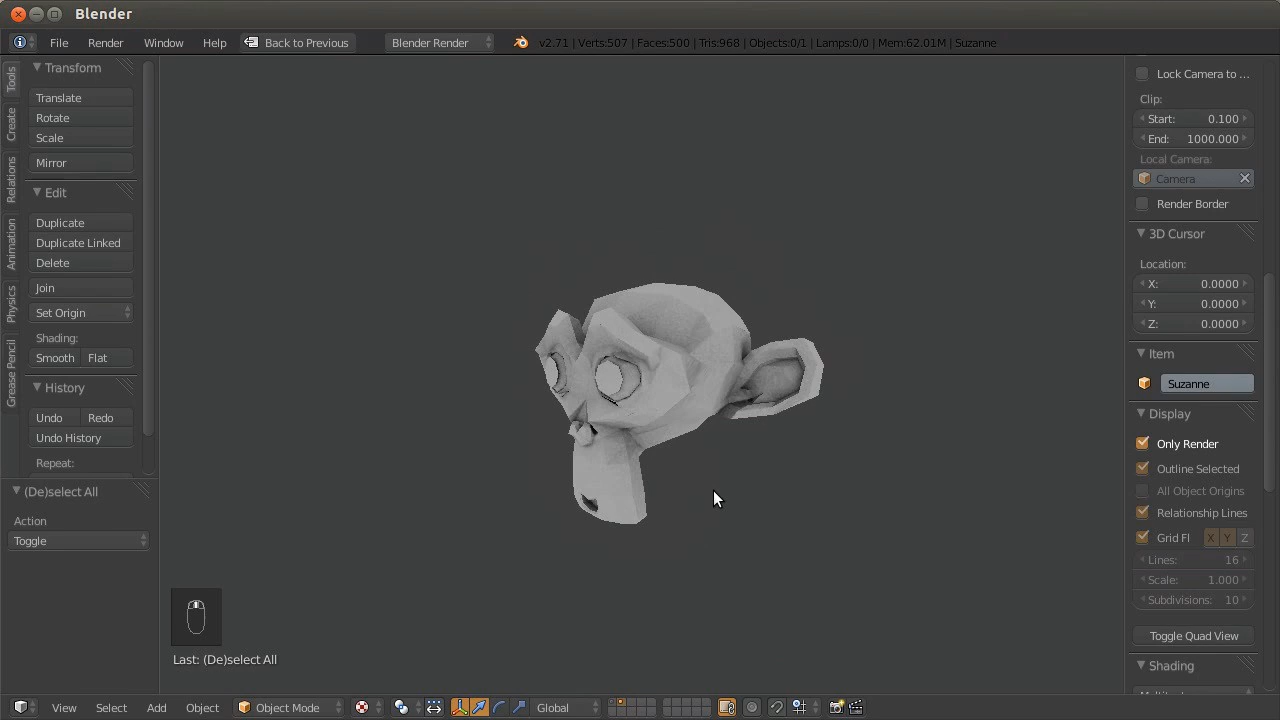 Blender
File Render Window Help Back to Previous Blender Render v2.71 | Verts:507 | Faces:500 | Tris:968 | Objects:0/1 | Lamps:0/0 | Mem:62.01M | Suzanne
Tools
Create
Relations
Animation
Physics
Grease Pencil
Transform
Translate
Rotate
Scale
Mirror
Edit
Duplicate
Duplicate Linked
Delete
Join
Set Origin
Shading:
Smooth Flat
History
Undo Redo
Undo History
Repeat:
(De)select All
Action
Toggle
Last: (De)select All
Lock Camera to ...
Clip:
Start: 0.100
End: 1000.000
Local Camera:
Camera
Render Border
3D Cursor
Location:
X: 0.0000
Y: 0.0000
Z: 0.0000
Item
Suzanne
Display
Only Render
Outline Selected
All Object Origins
Relationship Lines
Grid Fl X Y Z
Lines: 16
Scale: 1.000
Subdivisions: 10
Toggle Quad View
Shading
View Select Add Object Object Mode Global